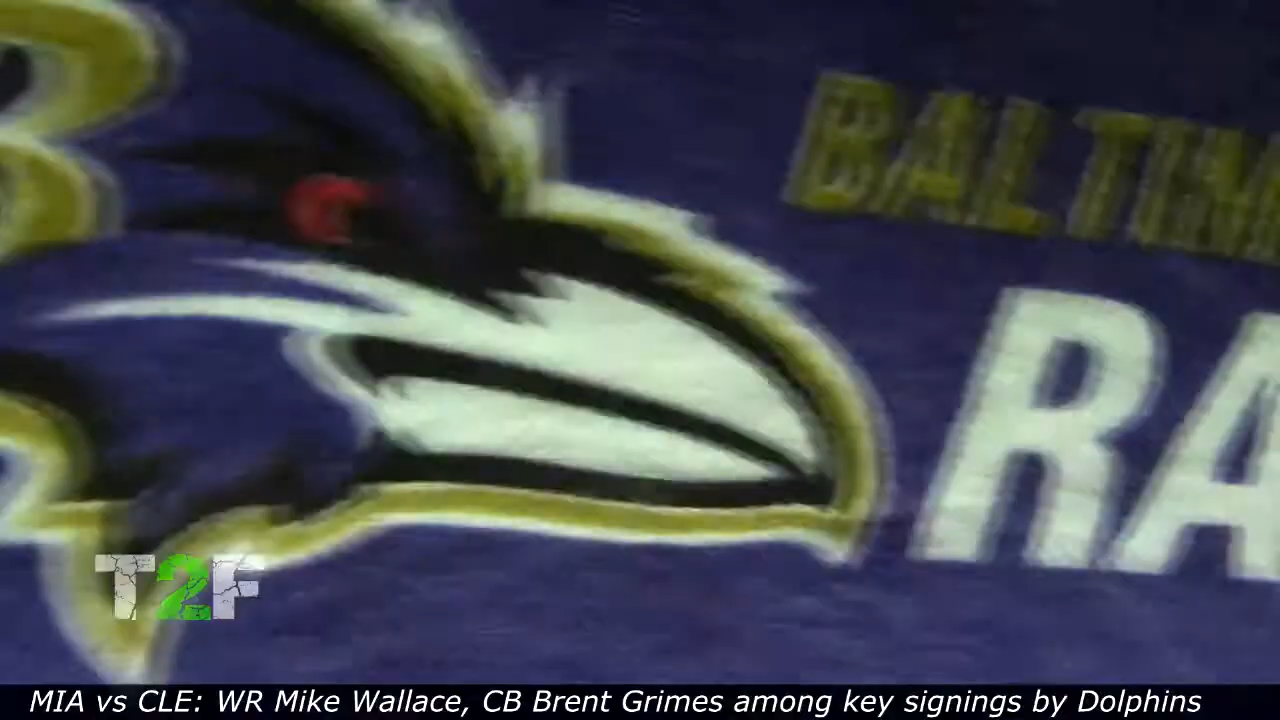 B
BALTIM
RA
T2F
MIA vs CLE: WR Mike Wallace, CB Brent Grimes among key signings by Dolphins